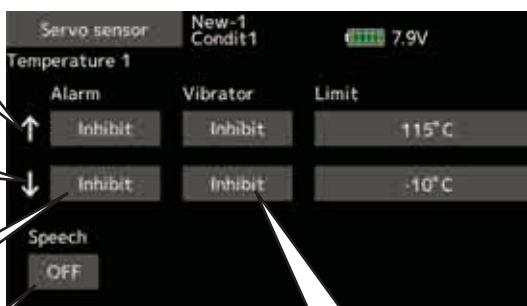 Servo sensor New-1
Condit1 7.9V
Temperature 1
Alarm Vibrator Limit
↑ Inhibit Inhibit 115°C
↓ Inhibit Inhibit -10°C
Speech
OFF